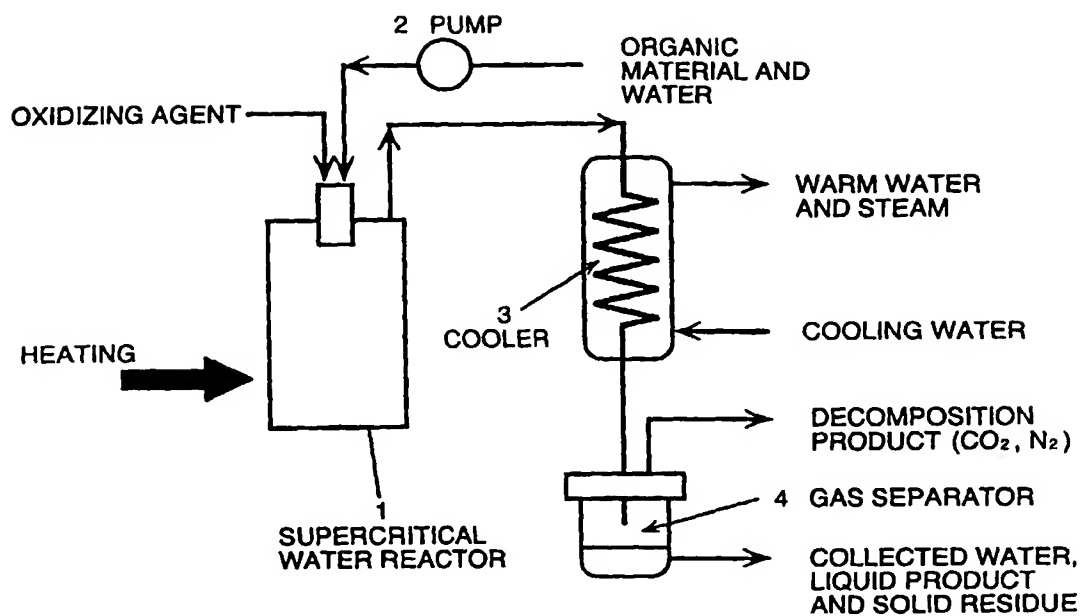 2 PUMP
ORGANIC
MATERIAL AND
WATER
OXIDIZING AGENT
WARM WATER
AND STEAM
3
COOLER
COOLING WATER
HEATING
DECOMPOSITION
PRODUCT (CO₂, N₂)
4 GAS SEPARATOR
1
SUPERCRITICAL
WATER REACTOR
COLLECTED WATER,
LIQUID PRODUCT
AND SOLID RESIDUE